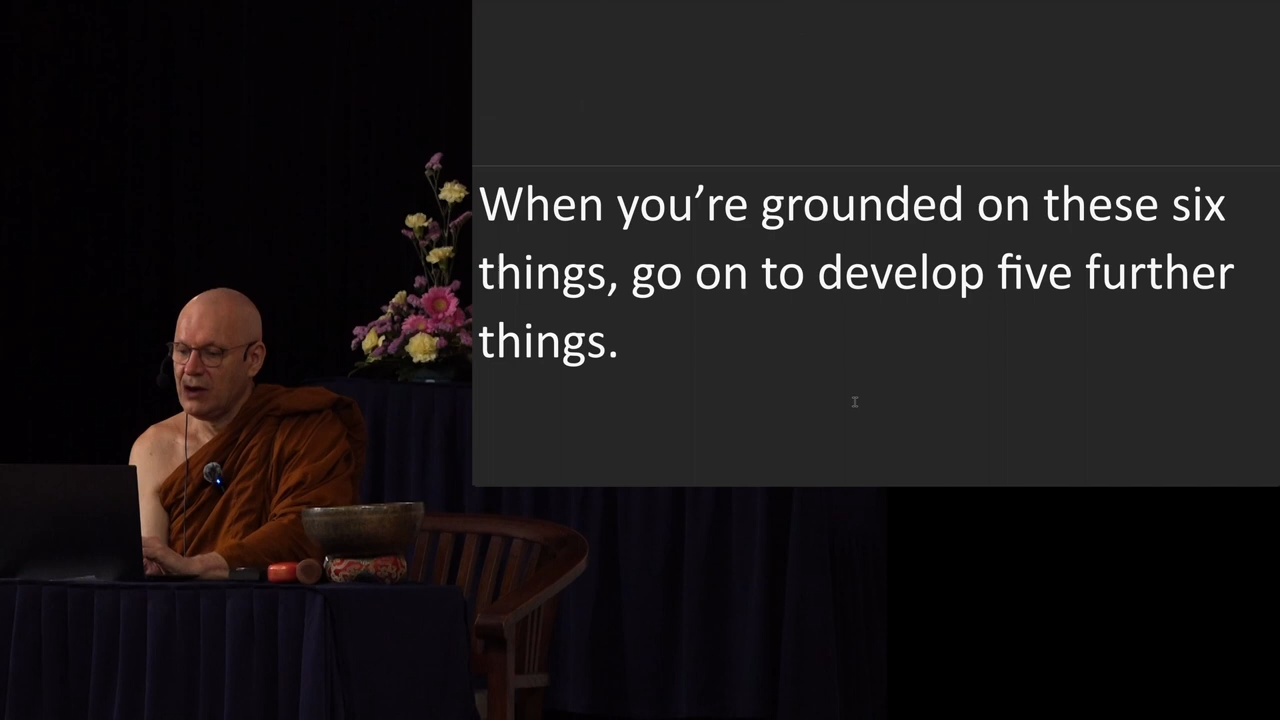 When you’re grounded on these six
things, go on to develop five further
things.